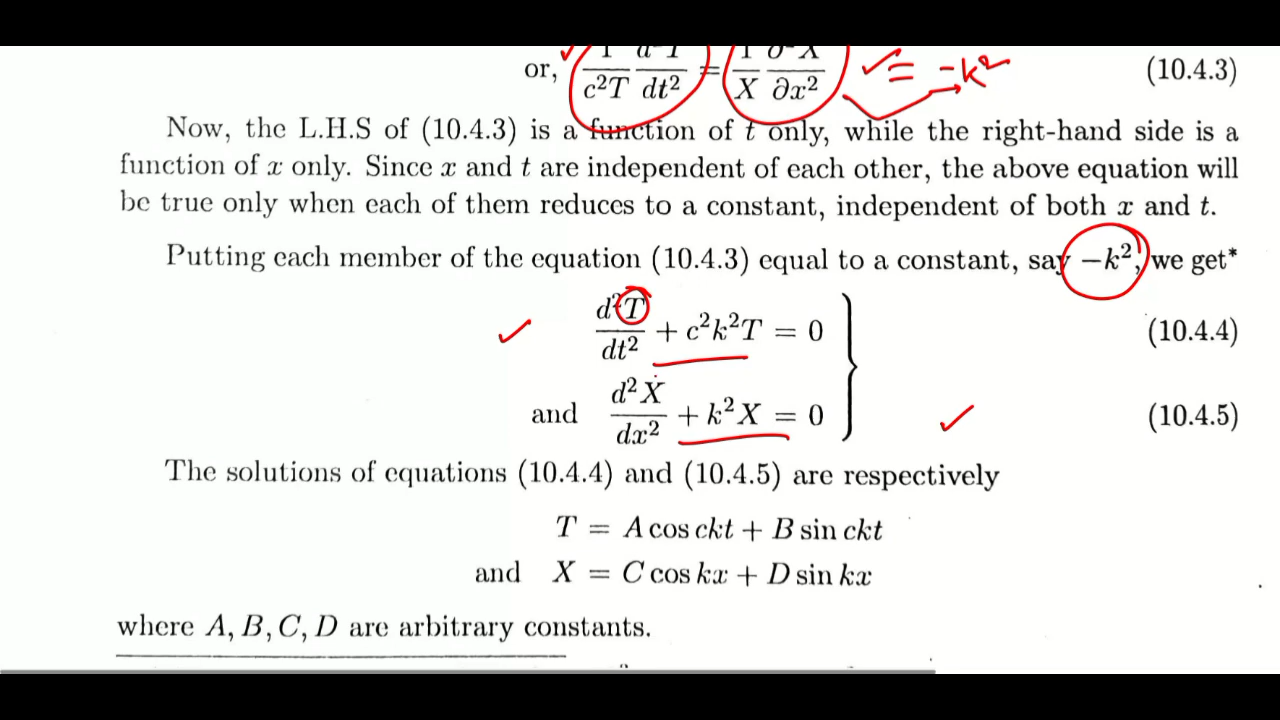 or, 1/(c²T) d²T/dt² = 1/X ∂²X/∂x² = -k² (10.4.3)
Now, the L.H.S of (10.4.3) is a function of t only, while the right-hand side is a
function of x only. Since x and t are independent of each other, the above equation will
be true only when each of them reduces to a constant, independent of both x and t.
Putting each member of the equation (10.4.3) equal to a constant, say −k², we get*
d²T/dt² + c²k²T = 0 (10.4.4)
and d²X/dx² + k²X = 0 (10.4.5)
The solutions of equations (10.4.4) and (10.4.5) are respectively
T = A cos ckt + B sin ckt
and X = C cos kx + D sin kx
where A, B, C, D are arbitrary constants.